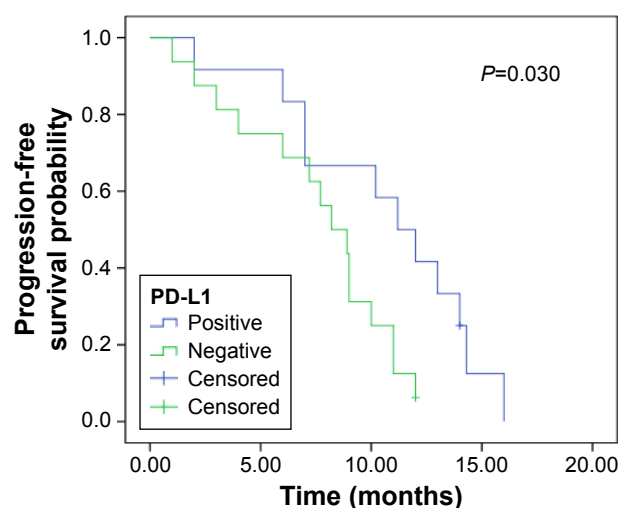 1.0
0.8
0.6
0.4
0.2
0.0
Progression-free
survival probability
P=0.030
PD-L1
Positive
Negative
Censored
Censored
0.00 5.00 10.00 15.00 20.00
Time (months)